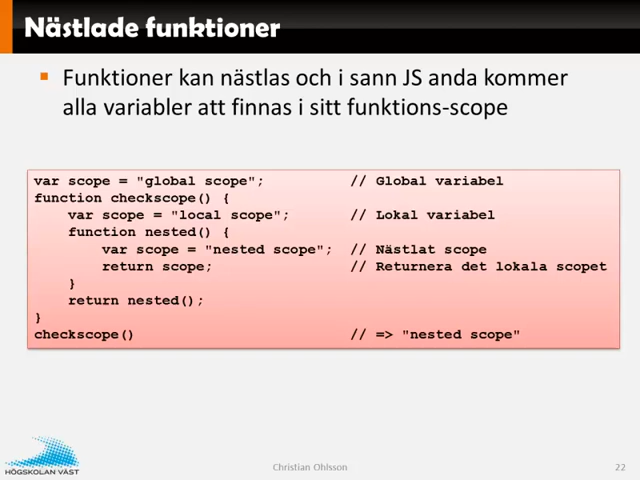 Nästlade funktioner
Funktioner kan nästlas och i sann JS anda kommer
alla variabler att finnas i sitt funktions-scope
var scope = "global scope";          // Global variabel
function checkscope() {
    var scope = "local scope";       // Lokal variabel
    function nested() {
        var scope = "nested scope";  // Nästlat scope
        return scope;                // Returnera det lokala scopet
    }
    return nested();
}
checkscope()                         // => "nested scope"
HÖGSKOLAN VÄST
Christian Ohlsson
22